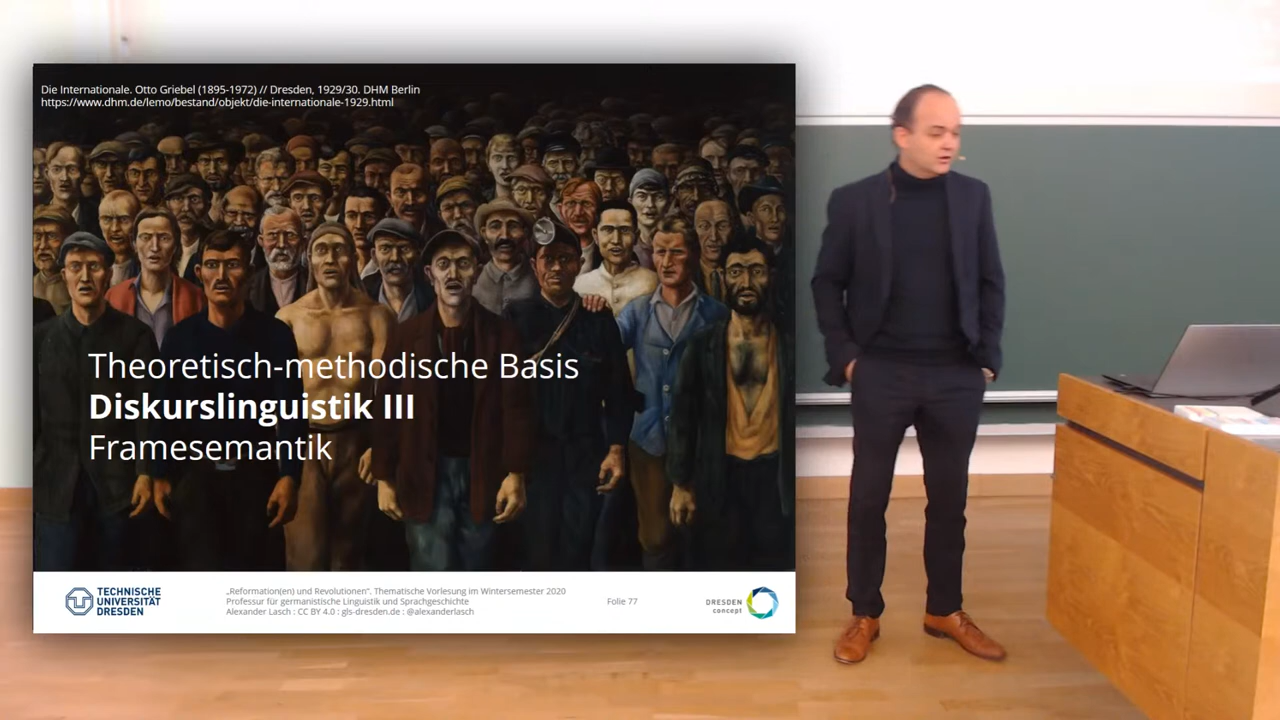 Die Internationale. Otto Griebel (1895-1972) // Dresden, 1929/30. DHM Berlin
https://www.dhm.de/lemo/bestand/objekt/die-internationale-1929.html
Theoretisch-methodische Basis
Diskurslinguistik III
Framesemantik
TECHNISCHE
UNIVERSITÄT
DRESDEN
„Reformation(en) und Revolutionen“. Thematische Vorlesung im Wintersemester 2020
Professur für germanistische Linguistik und Sprachgeschichte
Alexander Lasch : CC BY 4.0 : gls-dresden.de : @alexanderlasch
Folie 77
DRESDEN
concept